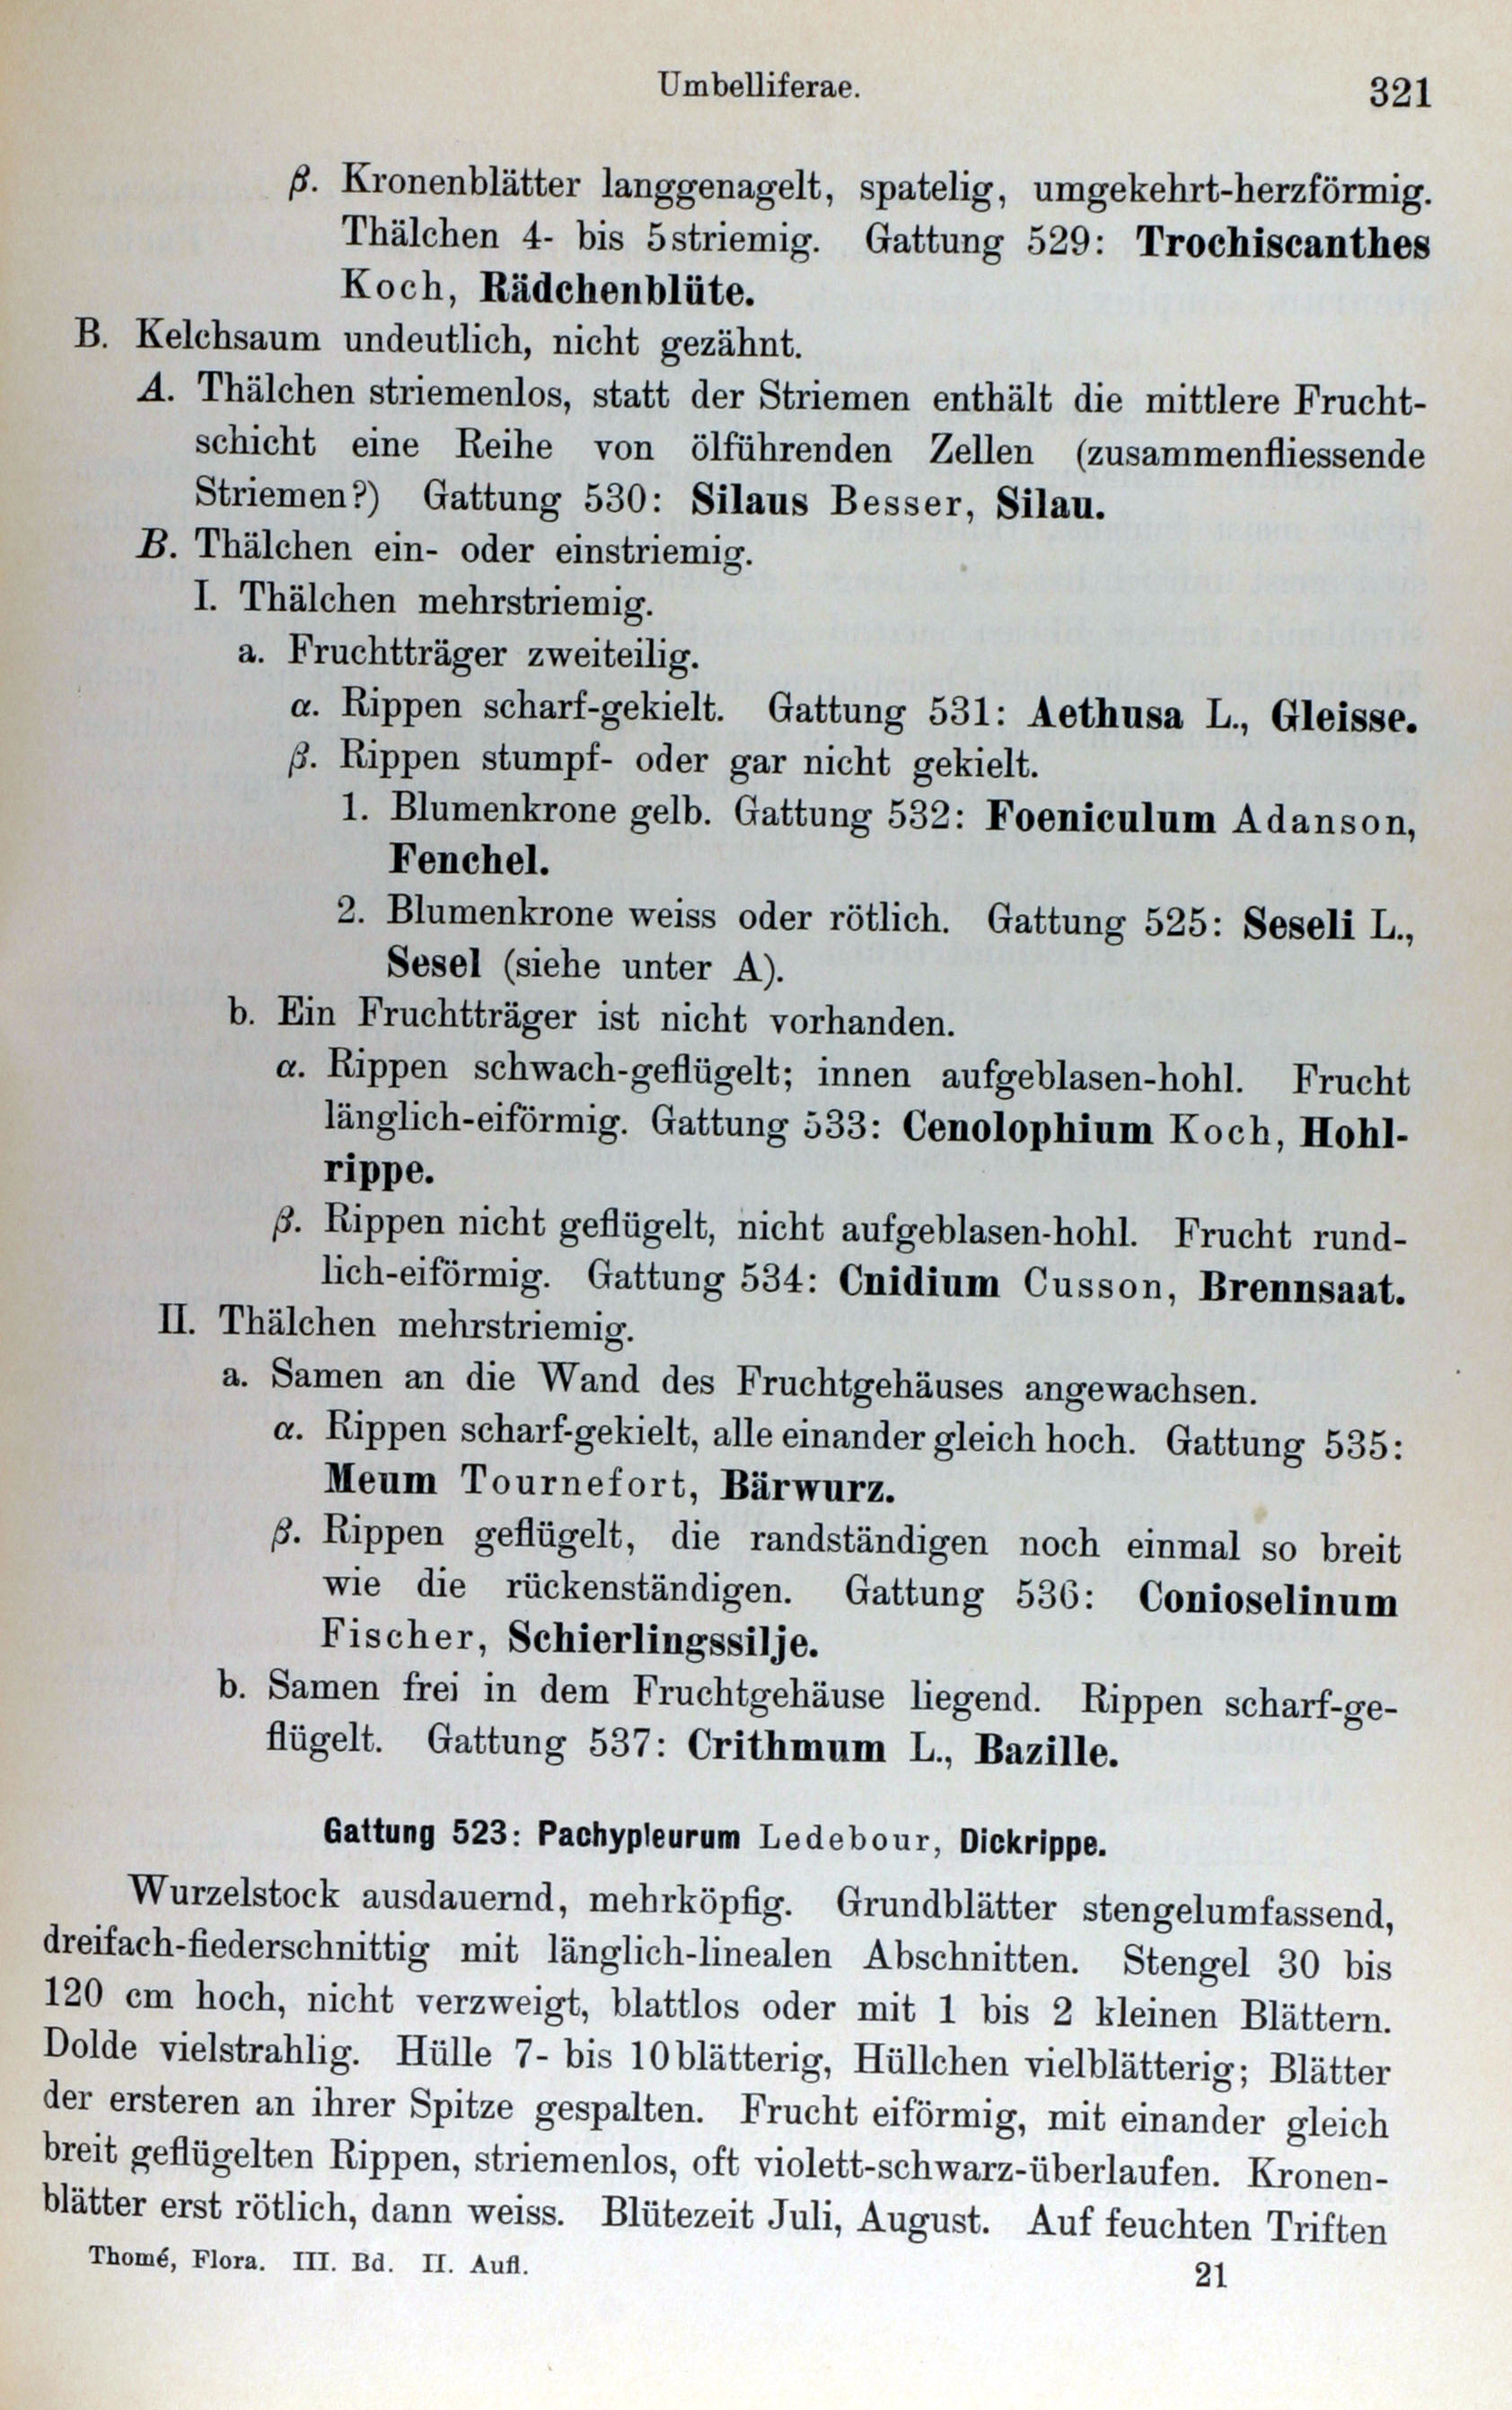 Umbelliferae.
321
β. Kronenblätter langgenagelt, spatelig, umgekehrt-herzförmig.
Thälchen 4- bis 5striemig. Gattung 529: Trochiscanthes
Koch, Rädchenblüte.
B. Kelchsaum undeutlich, nicht gezähnt.
A. Thälchen striemenlos, statt der Striemen enthält die mittlere Frucht-
schicht eine Reihe von ölführenden Zellen (zusammenfliessende
Striemen?) Gattung 530: Silaus Besser, Silau.
B. Thälchen ein- oder einstriemig.
I. Thälchen mehrstriemig.
a. Fruchtträger zweiteilig.
α. Rippen scharf-gekielt. Gattung 531: Aethusa L., Gleisse.
β. Rippen stumpf- oder gar nicht gekielt.
1. Blumenkrone gelb. Gattung 532: Foeniculum Adanson,
Fenchel.
2. Blumenkrone weiss oder rötlich. Gattung 525: Seseli L.,
Sesel (siehe unter A).
b. Ein Fruchtträger ist nicht vorhanden.
α. Rippen schwach-geflügelt; innen aufgeblasen-hohl. Frucht
länglich-eiförmig. Gattung 533: Cenolophium Koch, Hohl-
rippe.
β. Rippen nicht geflügelt, nicht aufgeblasen-hohl. Frucht rund-
lich-eiförmig. Gattung 534: Cnidium Cusson, Brennsaat.
II. Thälchen mehrstriemig.
a. Samen an die Wand des Fruchtgehäuses angewachsen.
α. Rippen scharf-gekielt, alle einander gleich hoch. Gattung 535:
Meum Tournefort, Bärwurz.
β. Rippen geflügelt, die randständigen noch einmal so breit
wie die rückenständigen. Gattung 536: Conioselinum
Fischer, Schierlingssilje.
b. Samen frei in dem Fruchtgehäuse liegend. Rippen scharf-ge-
flügelt. Gattung 537: Crithmum L., Bazille.
Gattung 523: Pachypleurum Ledebour, Dickrippe.
Wurzelstock ausdauernd, mehrköpfig. Grundblätter stengelumfassend,
dreifach-fiederschnittig mit länglich-linealen Abschnitten. Stengel 30 bis
120 cm hoch, nicht verzweigt, blattlos oder mit 1 bis 2 kleinen Blättern.
Dolde vielstrahlig. Hülle 7- bis 10blätterig, Hüllchen vielblätterig; Blätter
der ersteren an ihrer Spitze gespalten. Frucht eiförmig, mit einander gleich
breit geflügelten Rippen, striemenlos, oft violett-schwarz-überlaufen. Kronen-
blätter erst rötlich, dann weiss. Blütezeit Juli, August. Auf feuchten Triften
Thomé, Flora. III. Bd. II. Aufl.
21